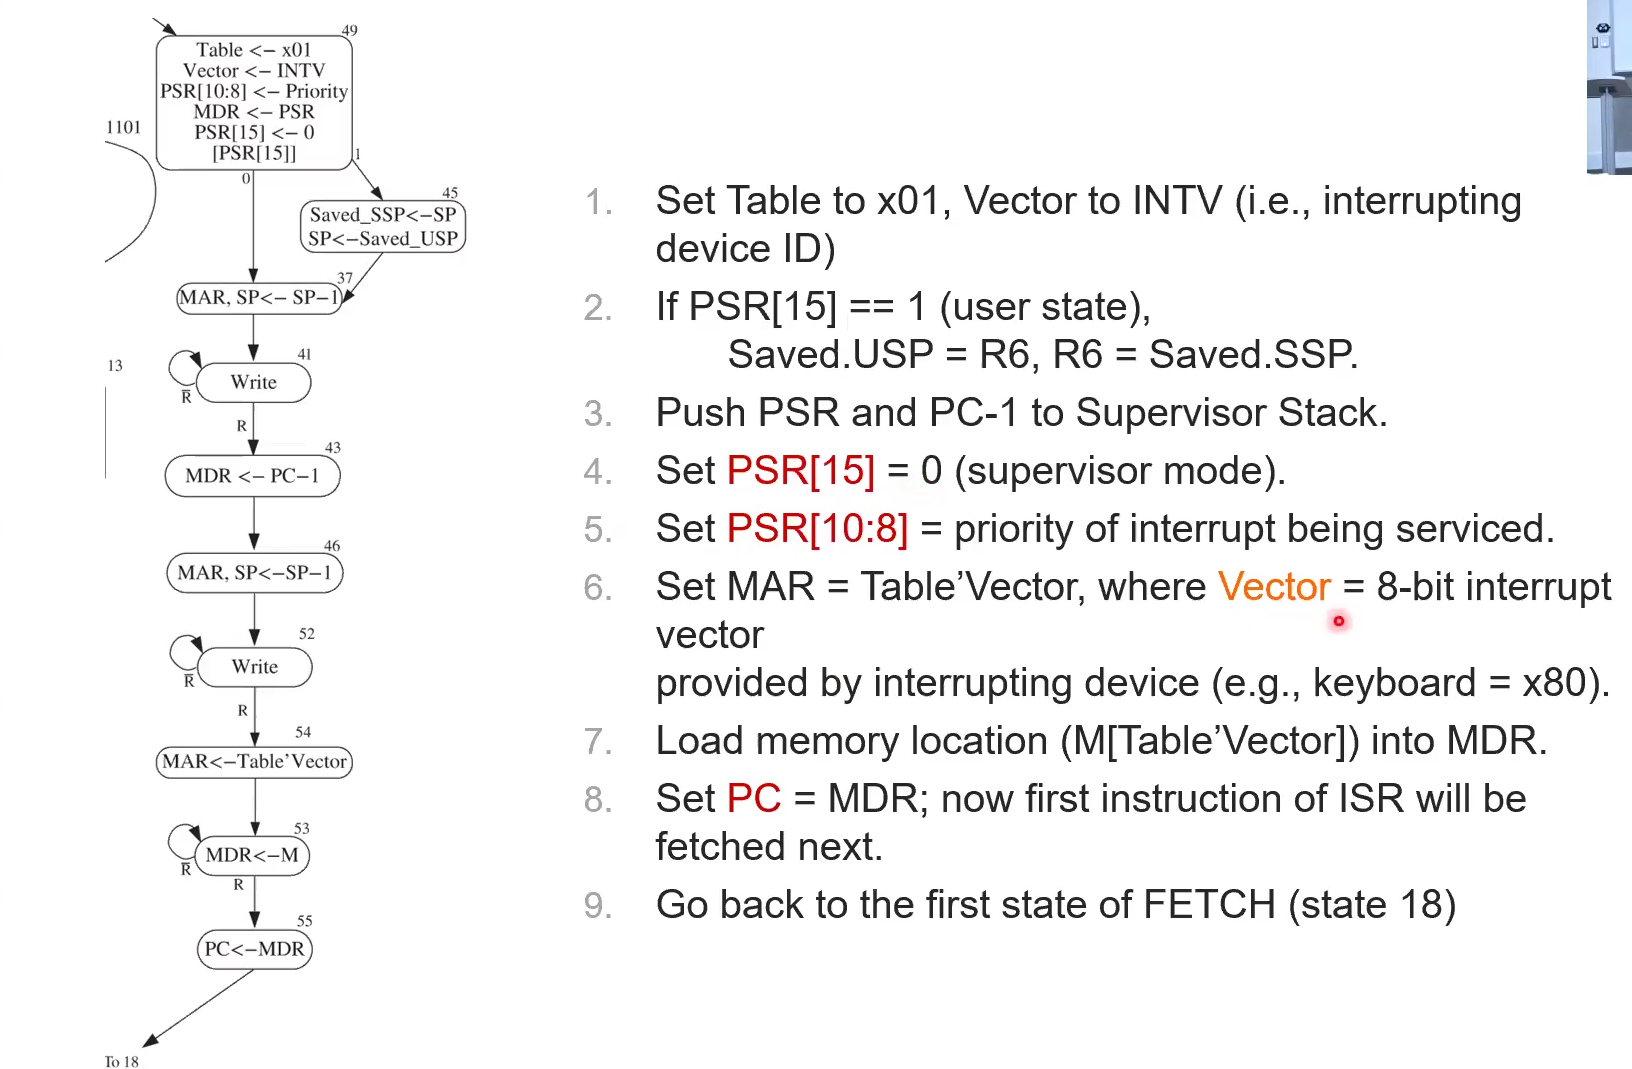 49
Table <– x01
Vector <– INTV
PSR[10:8] <– Priority
MDR <– PSR
PSR[15] <– 0
[PSR[15]]
1101
1
0
45
Saved_SSP<–SP
SP<–Saved_USP
37
MAR, SP<– SP–1
41
13
Write
R̅
R
43
MDR <– PC–1
46
MAR, SP<–SP–1
52
Write
R̅
R
54
MAR<–Table’Vector
53
MDR<–M
R̅
R
55
PC<–MDR
To 18
1. Set Table to x01, Vector to INTV (i.e., interrupting
device ID)
2. If PSR[15] == 1 (user state),
Saved.USP = R6, R6 = Saved.SSP.
3. Push PSR and PC-1 to Supervisor Stack.
4. Set PSR[15] = 0 (supervisor mode).
5. Set PSR[10:8] = priority of interrupt being serviced.
6. Set MAR = Table’Vector, where Vector = 8-bit interrupt
vector
provided by interrupting device (e.g., keyboard = x80).
7. Load memory location (M[Table’Vector]) into MDR.
8. Set PC = MDR; now first instruction of ISR will be
fetched next.
9. Go back to the first state of FETCH (state 18)